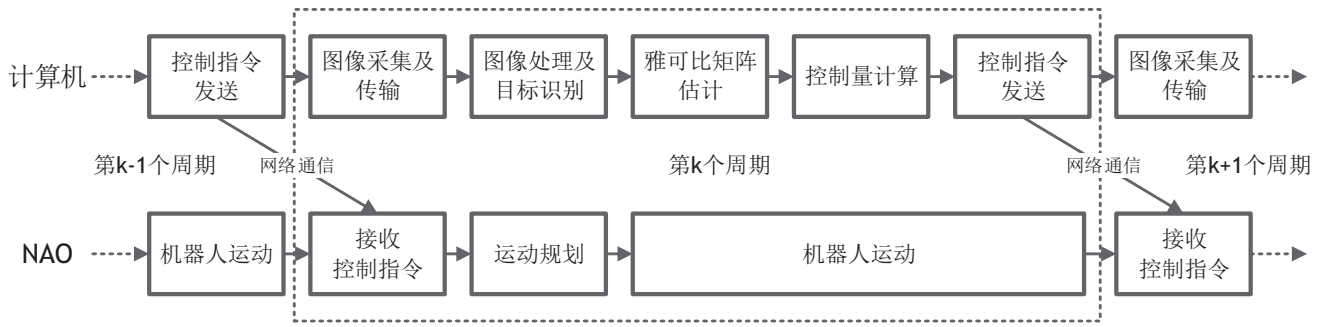 计算机
控制指令
发送
图像采集及
传输
图像处理及
目标识别
雅可比矩阵
估计
控制量计算
控制指令
发送
图像采集及
传输
第k-1个周期
网络通信
第k个周期
网络通信
第k+1个周期
NAO
机器人运动
接收
控制指令
运动规划
机器人运动
接收
控制指令